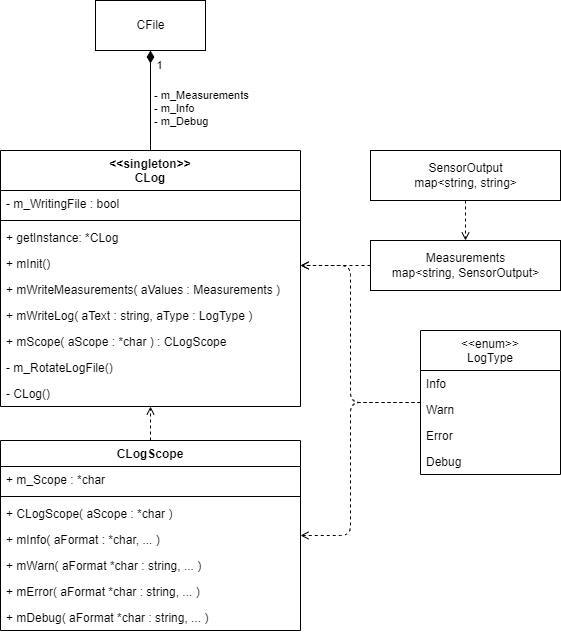 CFile
1
- m_Measurements
- m_Info
- m_Debug
<<singleton>>
CLog
- m_WritingFile : bool
+ getInstance: *CLog
+ mInit()
+ mWriteMeasurements( aValues : Measurements )
+ mWriteLog( aText : string, aType : LogType )
+ mScope( aScope : *char ) : CLogScope
- m_RotateLogFile()
- CLog()
SensorOutput
map<string, string>
Measurements
map<string, SensorOutput>
<<enum>>
LogType
Info
Warn
Error
Debug
CLogScope
+ m_Scope : *char
+ CLogScope( aScope : *char )
+ mInfo( aFormat : *char, ... )
+ mWarn( aFormat *char : string, ... )
+ mError( aFormat *char : string, ... )
+ mDebug( aFormat *char : string, ... )